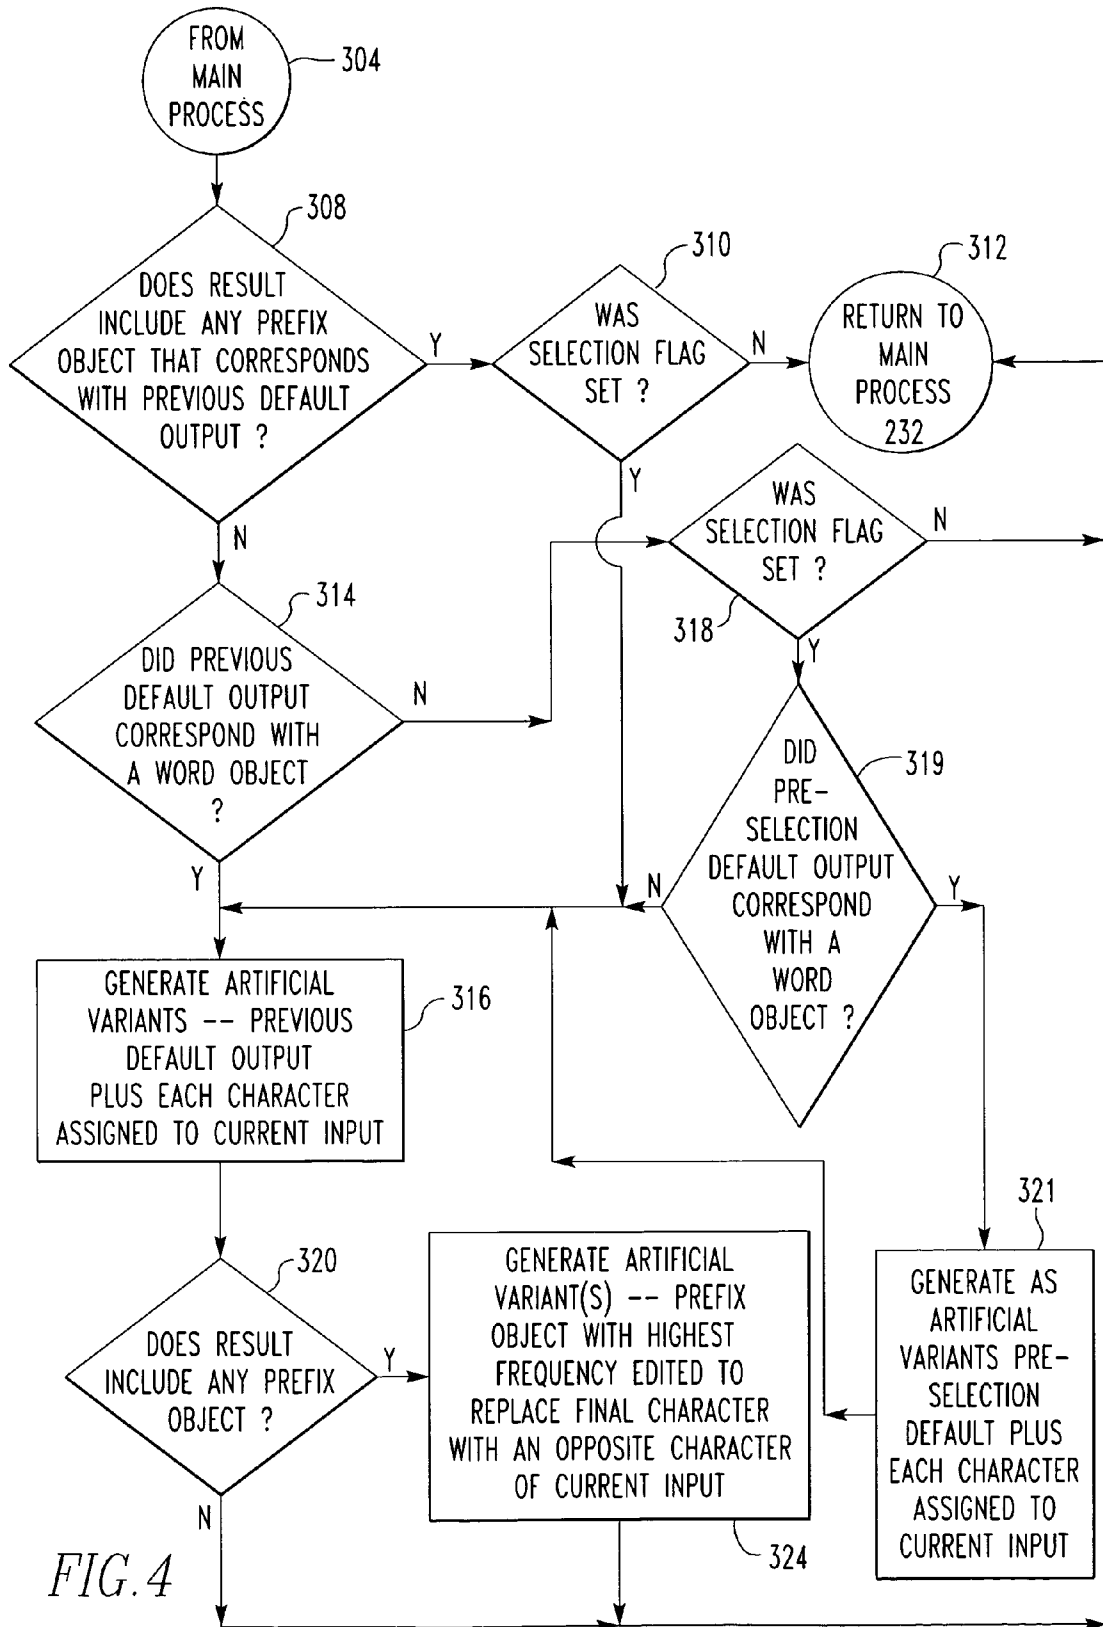 FROM
MAIN
PROCESS
304
308
DOES RESULT
INCLUDE ANY PREFIX
OBJECT THAT CORRESPONDS
WITH PREVIOUS DEFAULT
OUTPUT ?
Y
N
310
WAS
SELECTION FLAG
SET ?
N
Y
312
RETURN TO
MAIN
PROCESS
232
314
DID PREVIOUS
DEFAULT OUTPUT
CORRESPOND WITH
A WORD OBJECT
?
N
Y
WAS
SELECTION FLAG
SET ?
N
318
Y
319
DID
PRE-
SELECTION
DEFAULT OUTPUT
CORRESPOND
WITH A
WORD
OBJECT ?
N
Y
GENERATE ARTIFICIAL
VARIANTS -- PREVIOUS
DEFAULT OUTPUT
PLUS EACH CHARACTER
ASSIGNED TO CURRENT INPUT
316
320
DOES RESULT
INCLUDE ANY PREFIX
OBJECT ?
Y
N
GENERATE ARTIFICIAL
VARIANT(S) -- PREFIX
OBJECT WITH HIGHEST
FREQUENCY EDITED TO
REPLACE FINAL CHARACTER
WITH AN OPPOSITE CHARACTER
OF CURRENT INPUT
324
321
GENERATE AS
ARTIFICIAL
VARIANTS PRE-
SELECTION
DEFAULT PLUS
EACH CHARACTER
ASSIGNED TO
CURRENT INPUT
FIG.4